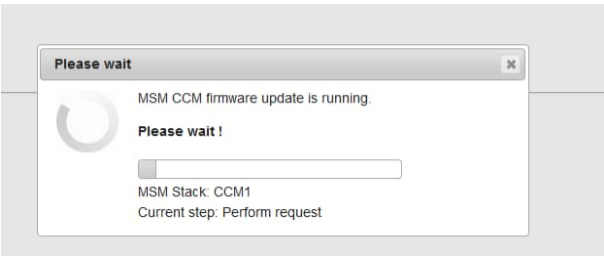 Please wait
MSM CCM firmware update is running.
Please wait !
MSM Stack: CCM1
Current step: Perform request